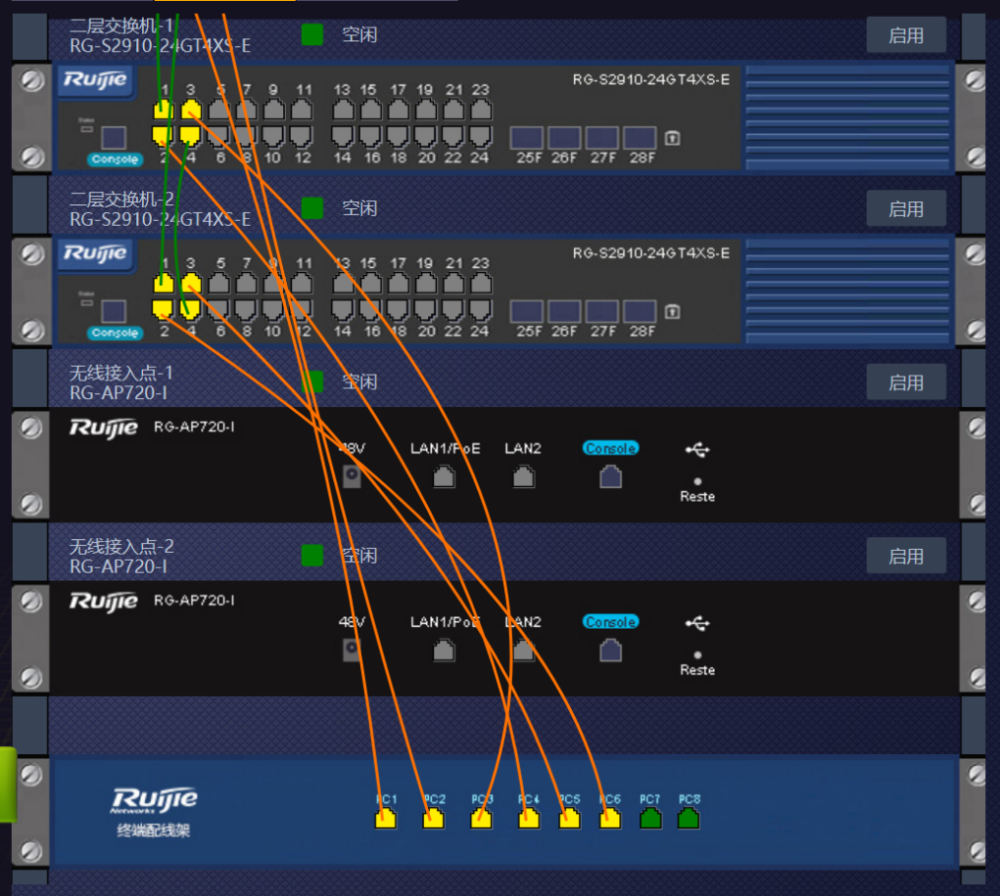 二层交换机-1
RG-S2910-24GT4XS-E
空闲
启用
Ruijie
RG-S2910-24GT4XS-E
1 3 5 7 9 11 13 15 17 19 21 23
Status
Console
2 4 6 8 10 12 14 16 18 20 22 24 25F 26F 27F 28F
二层交换机-2
RG-S2910-24GT4XS-E
空闲
启用
Ruijie
RG-S2910-24GT4XS-E
1 3 5 7 9 11 13 15 17 19 21 23
Status
Console
2 4 6 8 10 12 14 16 18 20 22 24 25F 26F 27F 28F
无线接入点-1
RG-AP720-I
空闲
启用
Ruijie RG-AP720-I
48V LAN1/PoE LAN2 Console
Reste
无线接入点-2
RG-AP720-I
空闲
启用
Ruijie RG-AP720-I
48V LAN1/PoE LAN2 Console
Reste
Ruijie
Networks
终端配线架
PC1 PC2 PC3 PC4 PC5 PC6 PC7 PC8